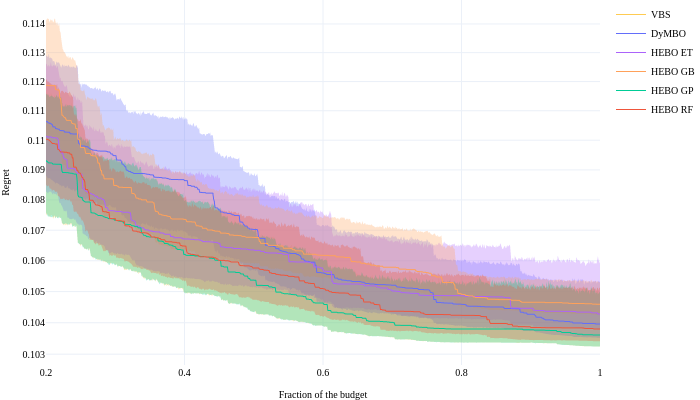 0.114
0.113
0.112
0.111
0.11
0.109
0.108
0.107
0.106
0.105
0.104
0.103
Regret
0.2
0.4
0.6
0.8
1
Fraction of the budget
VBS
DyMBO
HEBO ET
HEBO GB
HEBO GP
HEBO RF